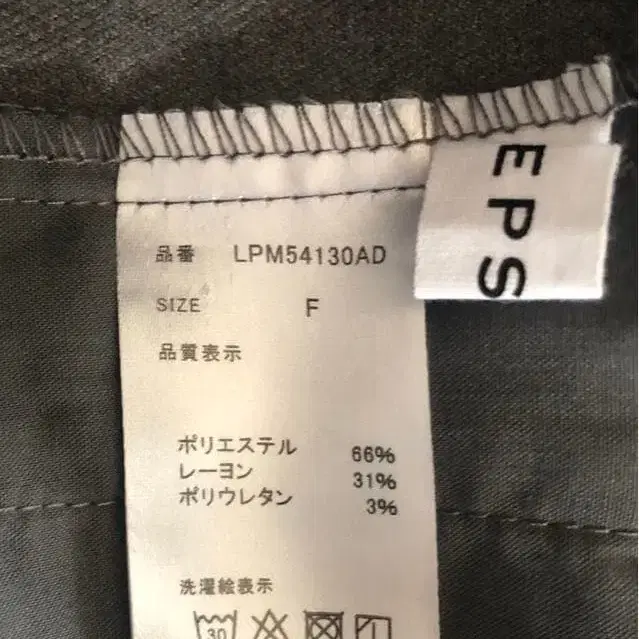 EPS
品番 LPM54130AD
SIZE F
品質表示
ポリエステル 66%
レーヨン 31%
ポリウレタン 3%
洗濯絵表示
30